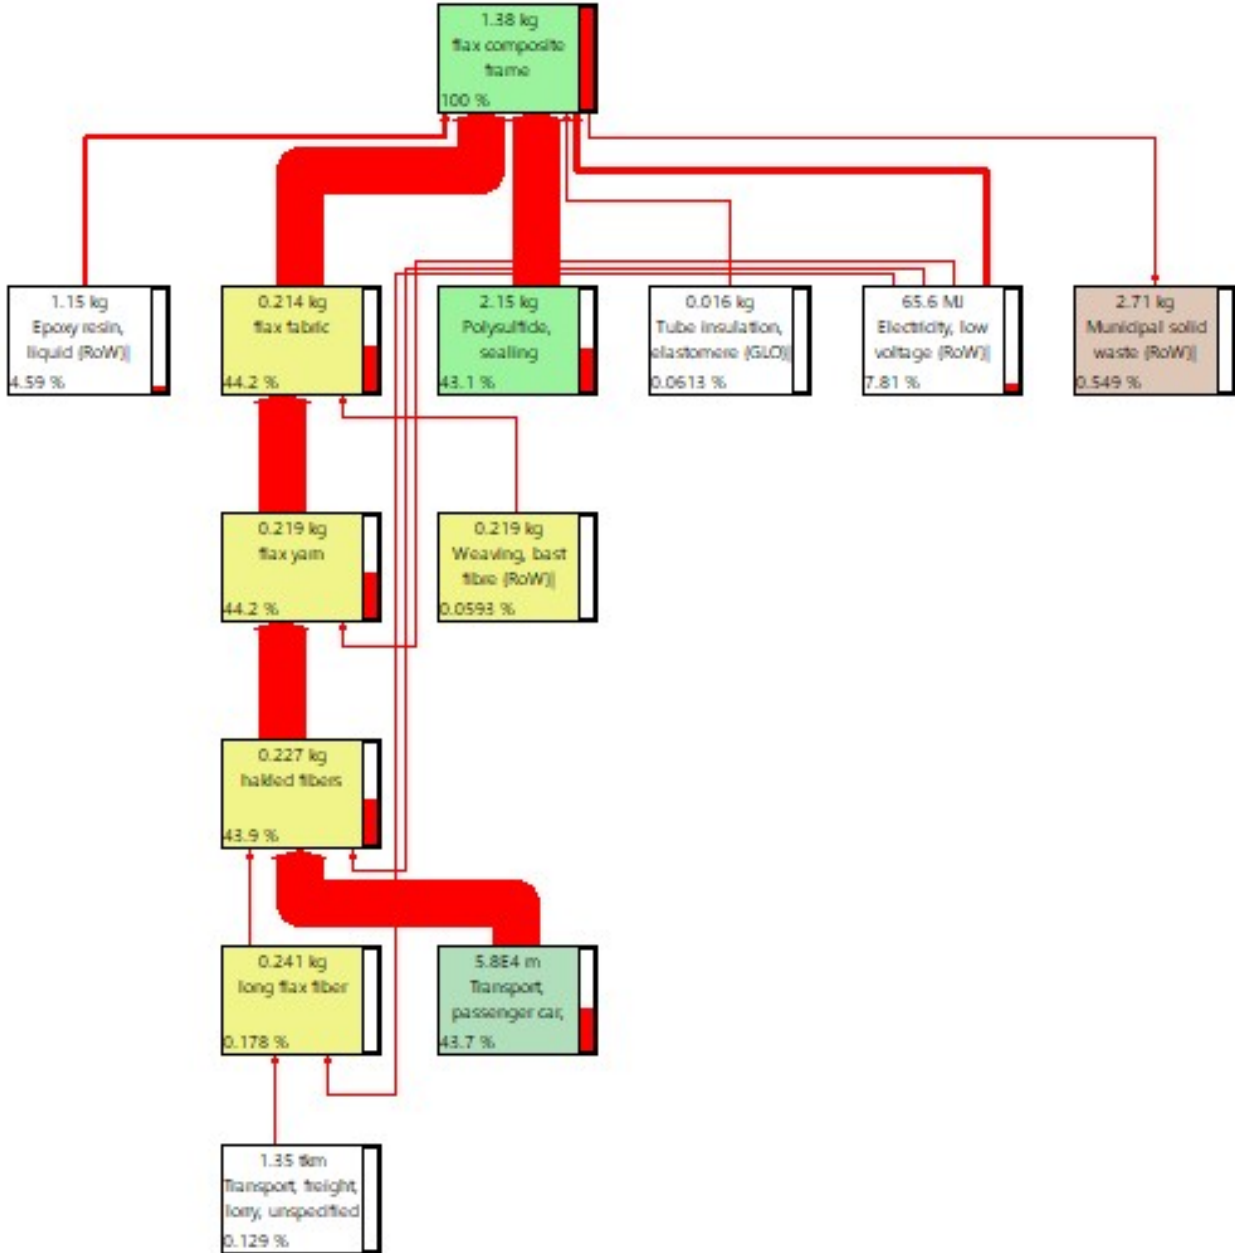 1.38 kg
flax composite
frame
100 %
1.15 kg
Epoxy resin,
liquid {RoW}|
4.59 %
0.214 kg
flax fabric
44.2 %
2.15 kg
Polysulfide,
sealing
43.1 %
0.016 kg
Tube insulation,
elastomere {GLO}|
0.0613 %
65.6 MJ
Electricity, low
voltage {RoW}|
7.81 %
2.71 kg
Municipal solid
waste {RoW}|
0.549 %
0.219 kg
flax yarn
44.2 %
0.219 kg
Weaving, bast
fibre {RoW}|
0.0593 %
0.227 kg
hakled fibers
43.9 %
0.241 kg
long flax fiber
0.178 %
5.8E4 m
Transport,
passenger car,
43.7 %
1.35 tkm
Transport, freight,
lorry, unspecified
0.129 %